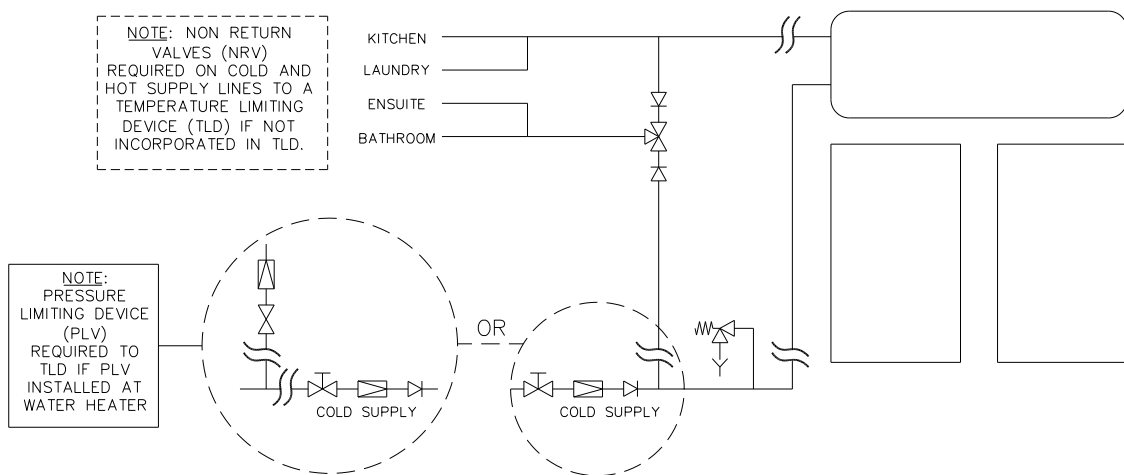 NOTE: NON RETURN
VALVES (NRV)
REQUIRED ON COLD AND
HOT SUPPLY LINES TO A
TEMPERATURE LIMITING
DEVICE (TLD) IF NOT
INCORPORATED IN TLD.
KITCHEN
LAUNDRY
ENSUITE
BATHROOM
NOTE:
PRESSURE
LIMITING DEVICE
(PLV)
REQUIRED TO
TLD IF PLV
INSTALLED AT
WATER HEATER
OR
COLD SUPPLY
COLD SUPPLY